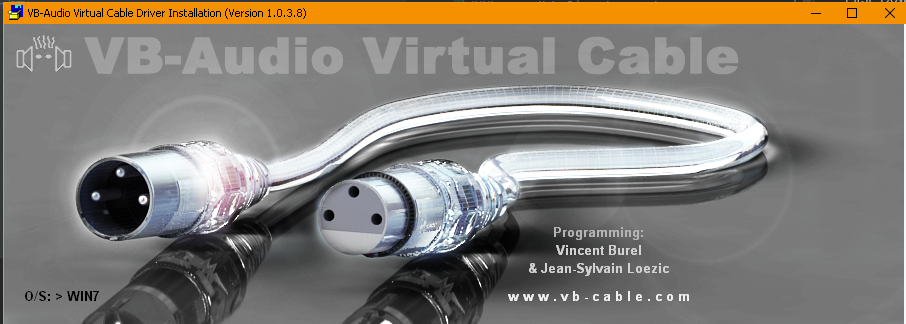 VB-Audio Virtual Cable Driver Installation (Version 1.0.3.8)
VB-Audio Virtual Cable
Programming:
Vincent Burel
& Jean-Sylvain Loezic
O/S: > WIN7
www.vb-cable.com